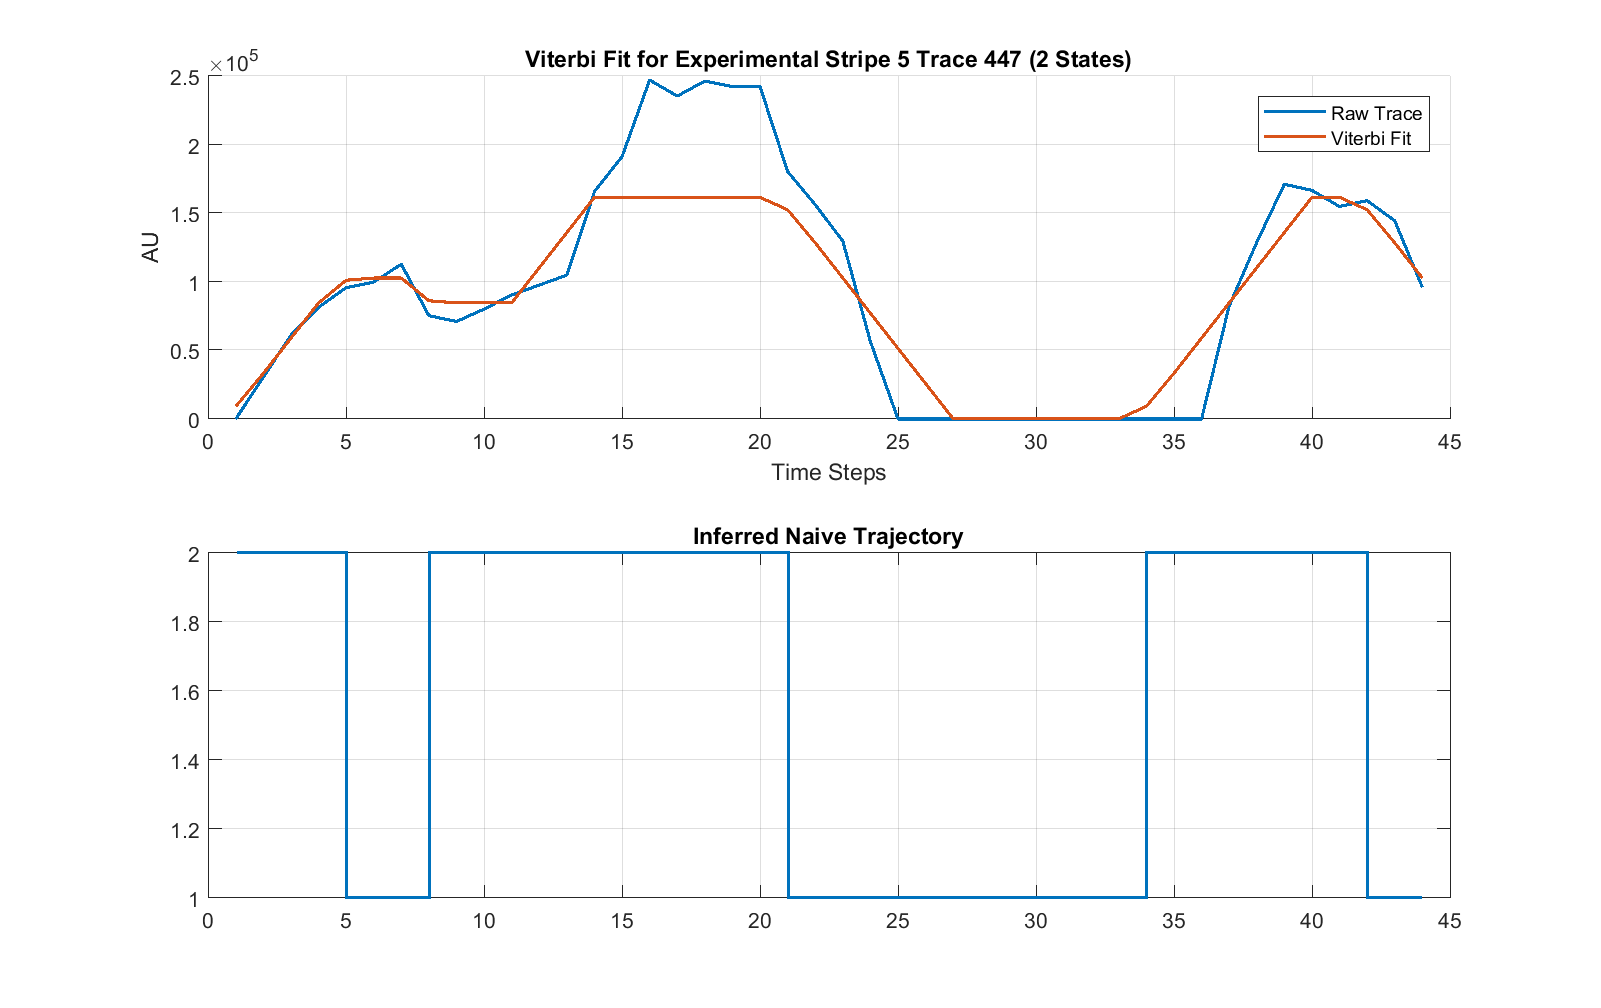 Viterbi Fit for Experimental Stripe 5 Trace 447 (2 States)
×10^5
2.5
2
1.5
1
0.5
0
AU
Raw Trace
Viterbi Fit
0 5 10 15 20 25 30 35 40 45
Time Steps
Inferred Naive Trajectory
2
1.8
1.6
1.4
1.2
1
0 5 10 15 20 25 30 35 40 45